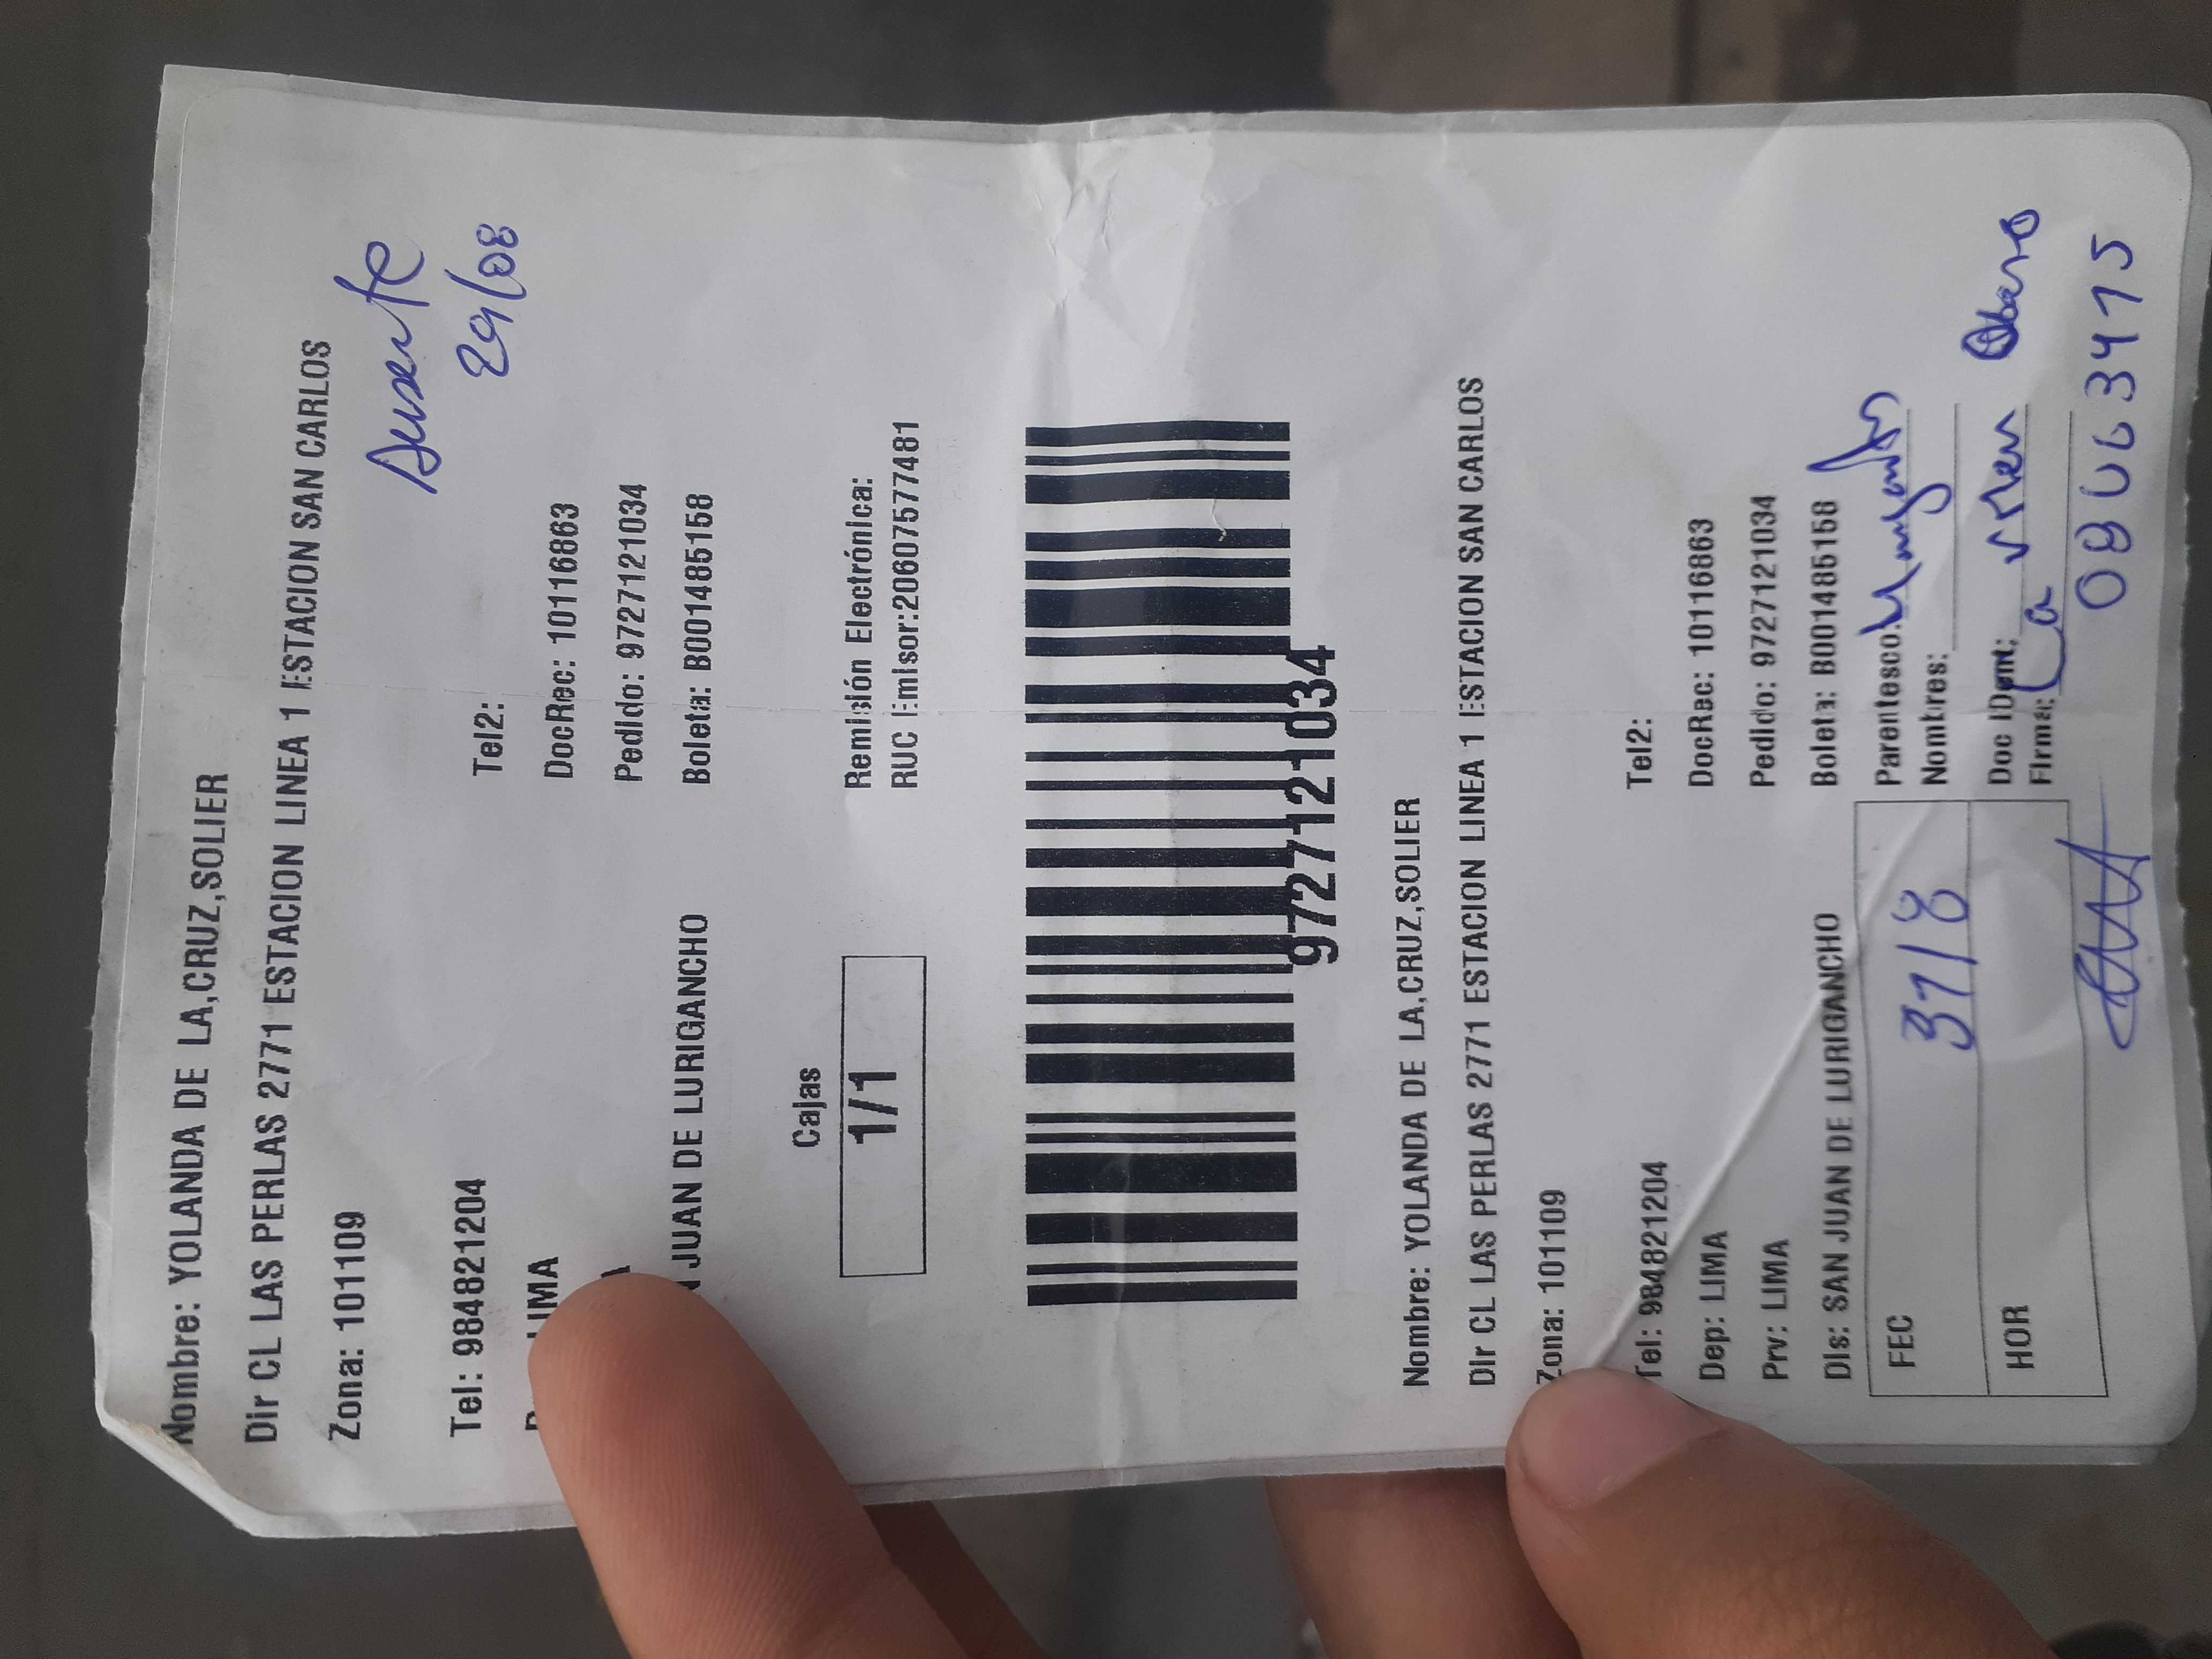 Nombre: YOLANDA DE LA,CRUZ,SOLIER
Dir CL LAS PERLAS 2771 ESTACION LINEA 1 ESTACION SAN CARLOS
Zona: 101109
Ausente
29/08
Tel:984821204 Tel2:
LIMA DocRec: 10116863
Pedido: 9727121034
JUAN DE LURIGANCHO Boleta: B001485158
Cajas
1/1
Remisión Electrónica:
RUC Emisor:20607577481
9727121034
Nombre: YOLANDA DE LA,CRUZ,SOLIER
Dir CL LAS PERLAS 2771 ESTACION LINEA 1 ESTACION SAN CARLOS
Zona: 101109
Tel: 984821204 Tel2:
Dep: LIMA DocRec: 10116863
Prv: LIMA Pedido: 9727121034
Dis: SAN JUAN DE LURIGANCHO Boleta: B001485158
FEC 31/8 Parentesco:
Nombres:
HOR Doc IDent:
Firma: